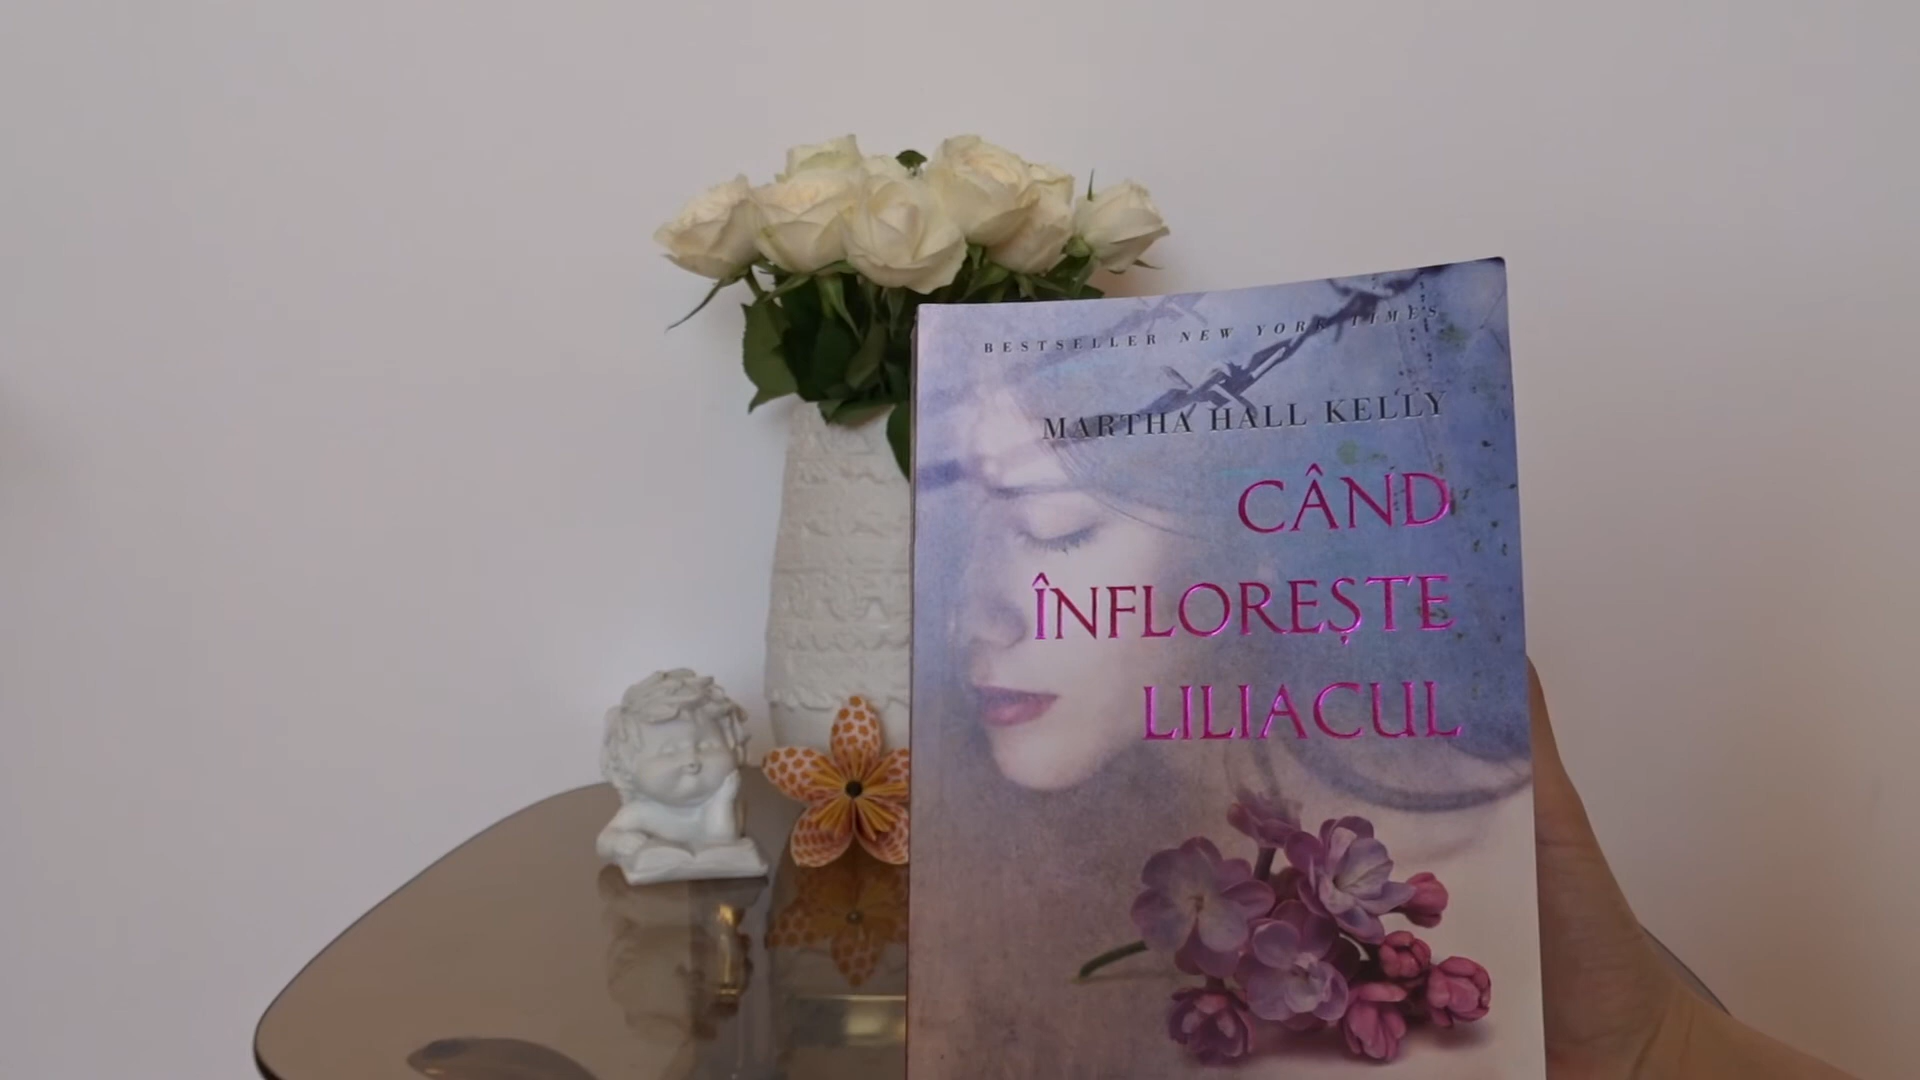 BESTSELLER NEW YORK TIMES
MARTHA HALL KELLY
CÂND
ÎNFLOREȘTE
LILIACUL